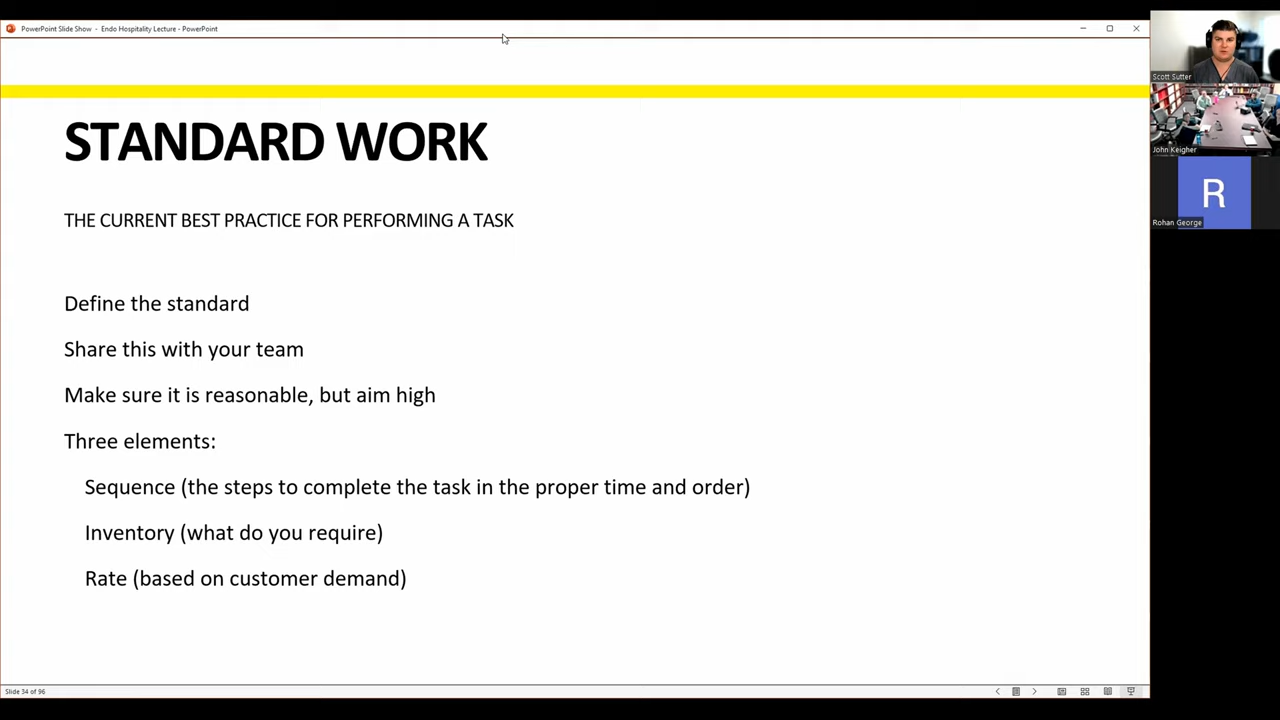 PowerPoint Slide Show - Endo Hospitality Lecture - PowerPoint
STANDARD WORK
THE CURRENT BEST PRACTICE FOR PERFORMING A TASK
Define the standard
Share this with your team
Make sure it is reasonable, but aim high
Three elements:
Sequence (the steps to complete the task in the proper time and order)
Inventory (what do you require)
Rate (based on customer demand)
Slide 34 of 96
Scott Sutter
John Keigher
R
Rohan George